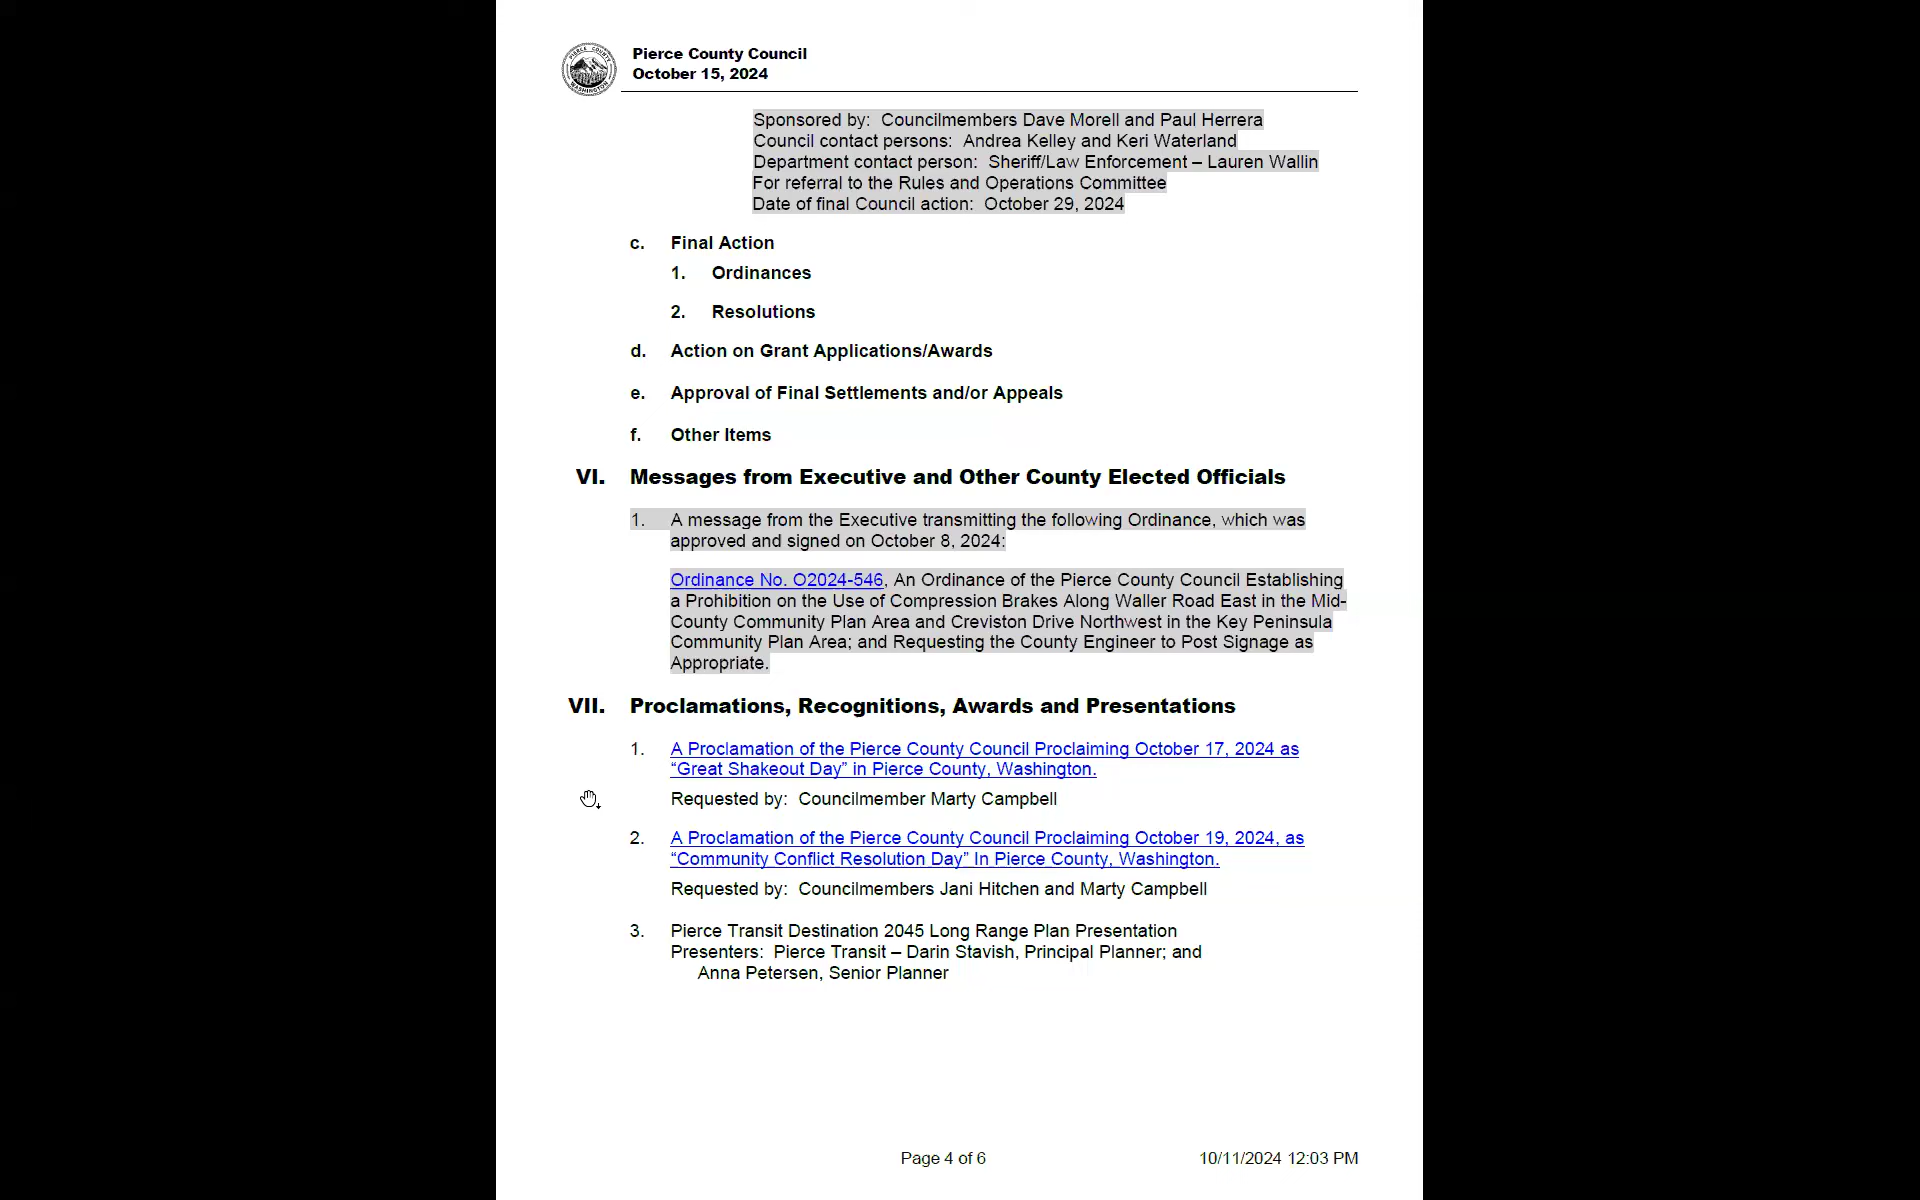 PIERCE COUNTY
WASHINGTON
Pierce County Council
October 15, 2024
Sponsored by: Councilmembers Dave Morell and Paul Herrera
Council contact persons: Andrea Kelley and Keri Waterland
Department contact person: Sheriff/Law Enforcement – Lauren Wallin
For referral to the Rules and Operations Committee
Date of final Council action: October 29, 2024
c. Final Action
1. Ordinances
2. Resolutions
d. Action on Grant Applications/Awards
e. Approval of Final Settlements and/or Appeals
f. Other Items
VI. Messages from Executive and Other County Elected Officials
1. A message from the Executive transmitting the following Ordinance, which was
approved and signed on October 8, 2024:
Ordinance No. O2024-546, An Ordinance of the Pierce County Council Establishing
a Prohibition on the Use of Compression Brakes Along Waller Road East in the Mid-
County Community Plan Area and Creviston Drive Northwest in the Key Peninsula
Community Plan Area; and Requesting the County Engineer to Post Signage as
Appropriate.
VII. Proclamations, Recognitions, Awards and Presentations
1. A Proclamation of the Pierce County Council Proclaiming October 17, 2024 as
“Great Shakeout Day” in Pierce County, Washington.
Requested by: Councilmember Marty Campbell
2. A Proclamation of the Pierce County Council Proclaiming October 19, 2024, as
“Community Conflict Resolution Day” In Pierce County, Washington.
Requested by: Councilmembers Jani Hitchen and Marty Campbell
3. Pierce Transit Destination 2045 Long Range Plan Presentation
Presenters: Pierce Transit – Darin Stavish, Principal Planner; and
Anna Petersen, Senior Planner
Page 4 of 6
10/11/2024 12:03 PM